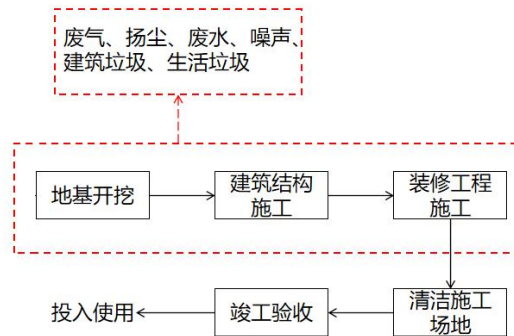 废气、扬尘、废水、噪声、
建筑垃圾、生活垃圾
地基开挖
建筑结构
施工
装修工程
施工
投入使用
竣工验收
清洁施工
场地